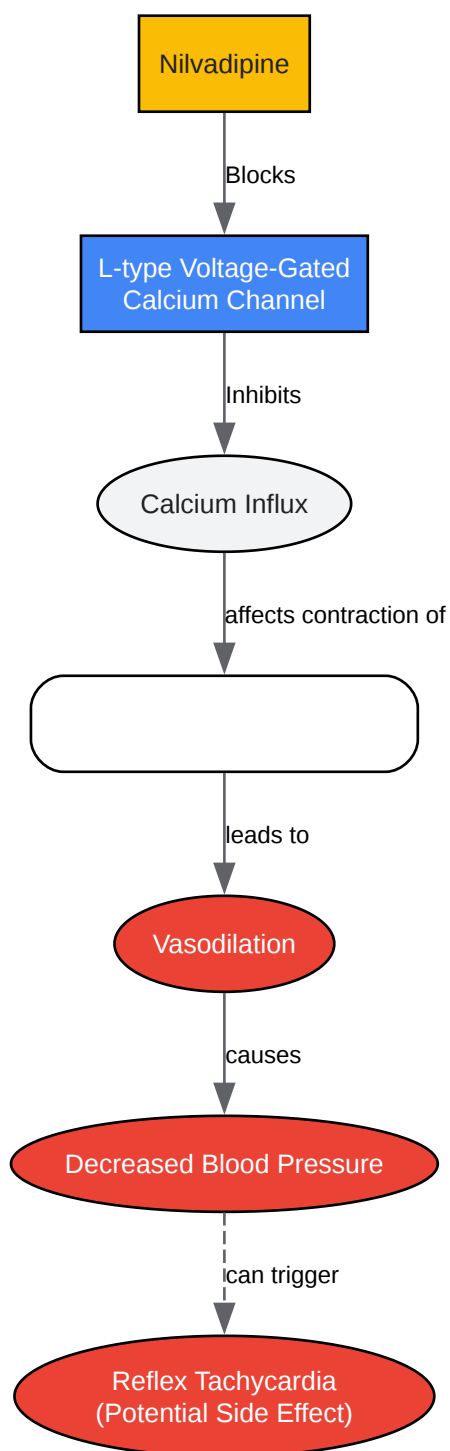 Nilvadipine
Blocks
L-type Voltage-Gated
Calcium Channel
Inhibits
Calcium Influx
affects contraction of
leads to
Vasodilation
causes
Decreased Blood Pressure
can trigger
Reflex Tachycardia
(Potential Side Effect)